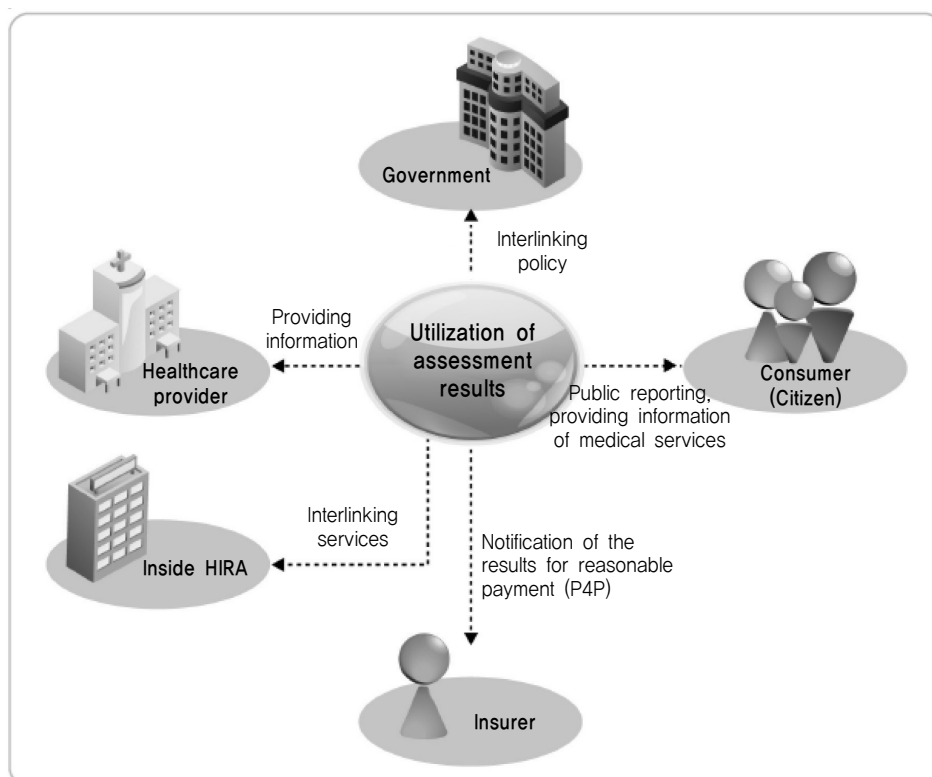 Government
Interlinking
policy
Providing
information
Healthcare
provider
Utilization of
assessment
results
Consumer
(Citizen)
Public reporting,
providing information
of medical services
Interlinking
services
Inside HIRA
Notification of the
results for reasonable
payment (P4P)
Insurer